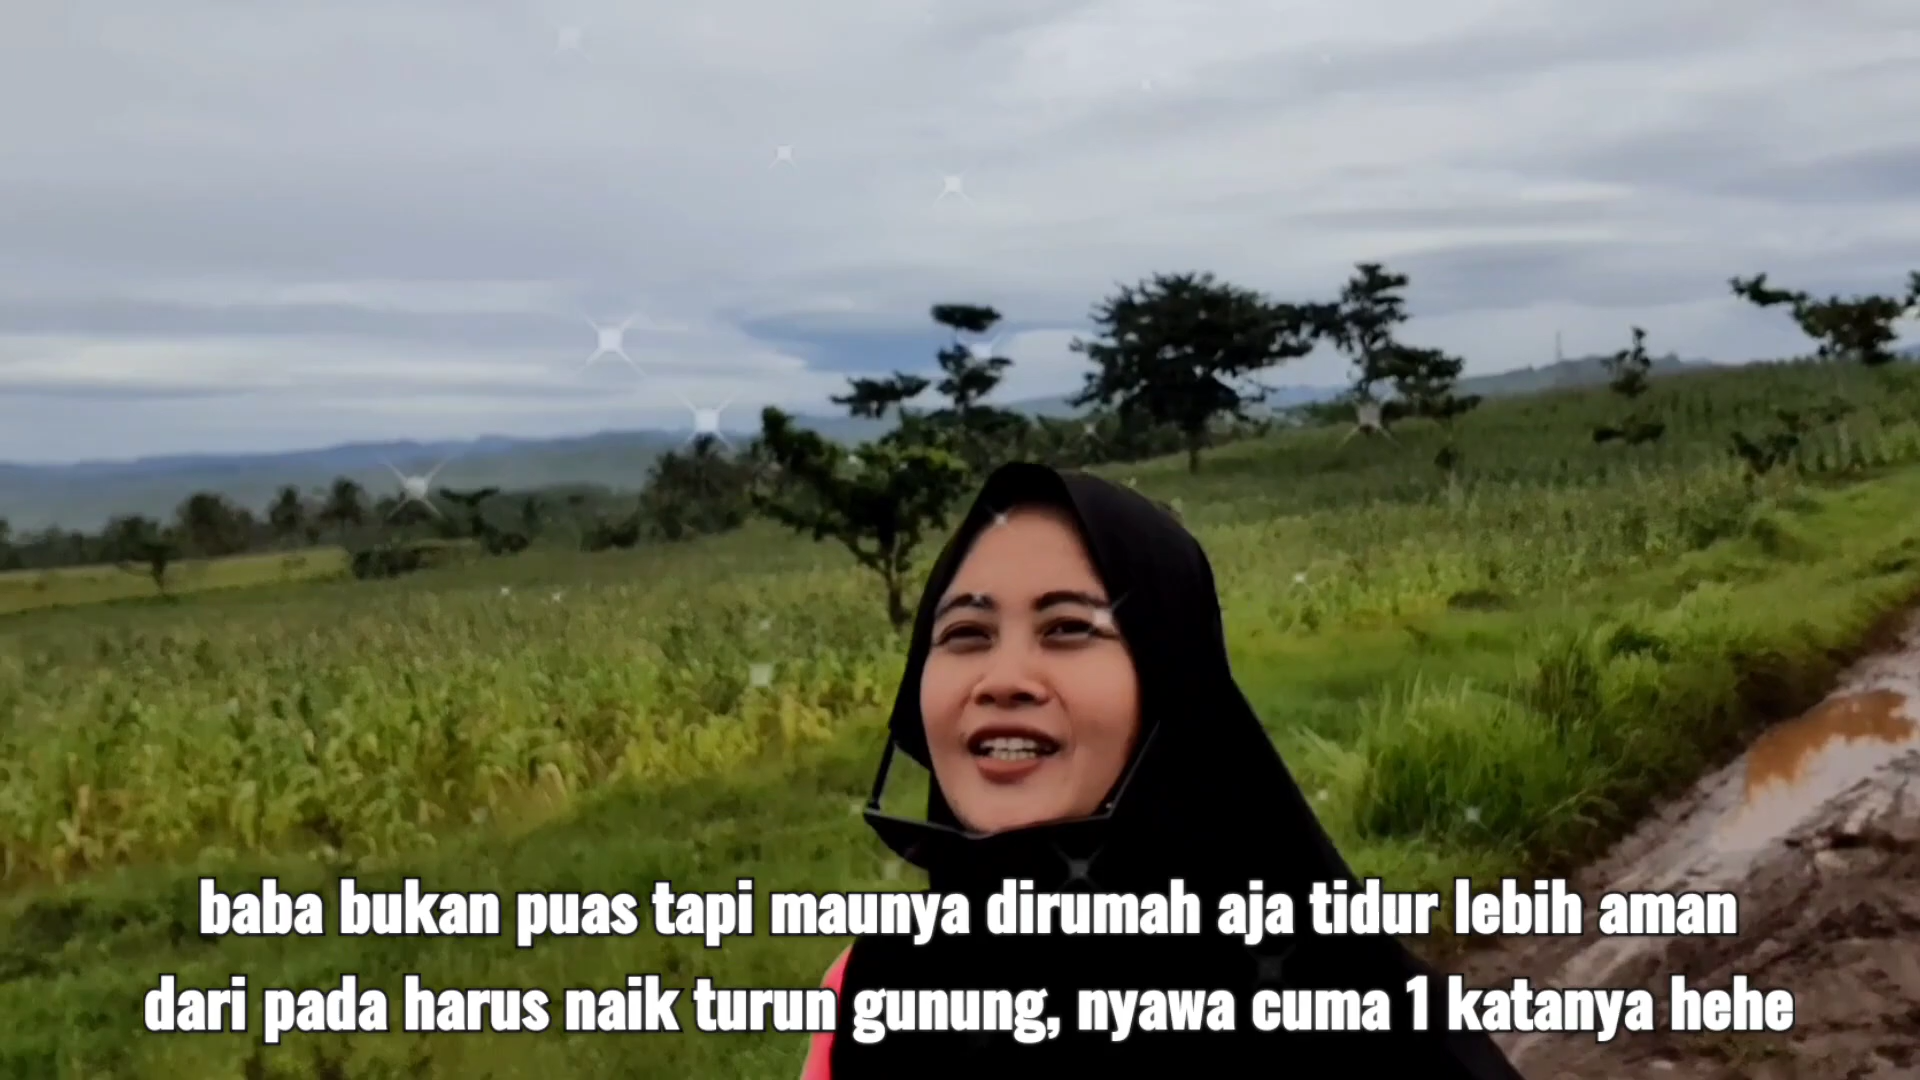 baba bukan puas tapi maunya dirumah aja tidur lebih aman
dari pada harus naik turun gunung, nyawa cuma 1 katanya hehe